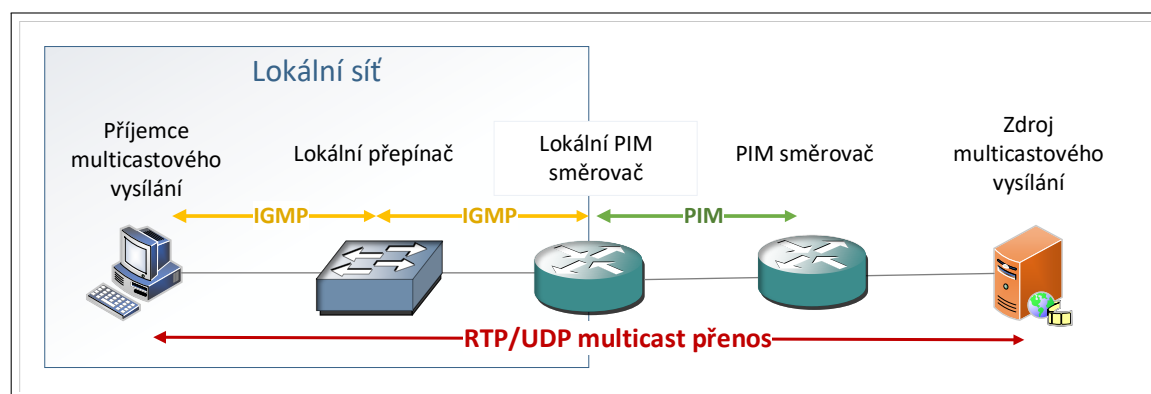 Lokální síť
Příjemce
multicastového
vysílání
Lokální přepínač
Lokální PIM
směrovač
PIM směrovač
Zdroj
multicastového
vysílání
IGMP
IGMP
PIM
RTP/UDP multicast přenos